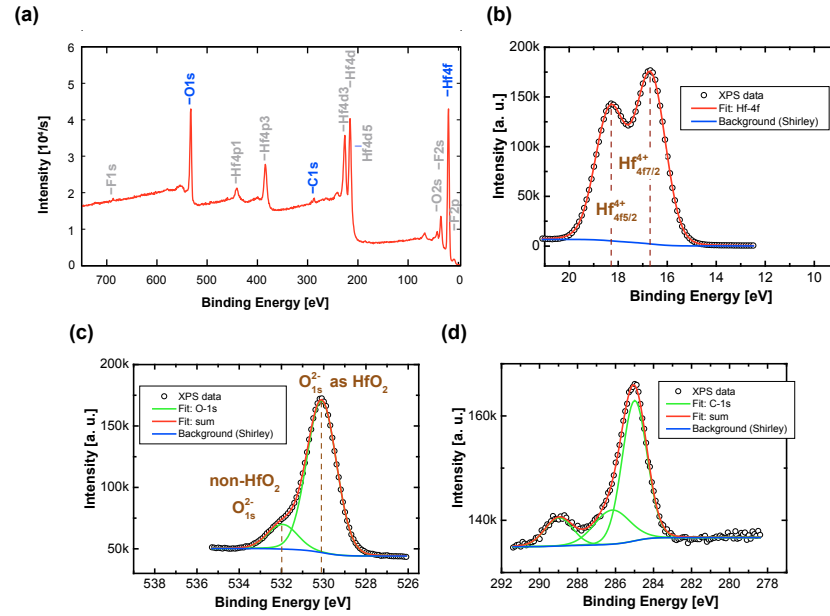 (a)
Intensity [10⁴/s]
6
5
4
3
2
1
0
700
600
500
400
300
200
100
0
Binding Energy [eV]
–F1s
–O1s
–Hf4p1
–Hf4p3
–C1s
–Hf4d3
–Hf4d
–Hf4d5
–O2s
–F2s
–Hf4f
–F2p
(b)
Intensity [a. u.]
200k
150k
100k
50k
0
20
18
16
14
12
10
Binding Energy [eV]
XPS data
Fit: Hf-4f
Background (Shirley)
Hf⁴⁺4f7/2
Hf⁴⁺4f5/2
(c)
Intensity [a. u.]
200k
150k
100k
50k
538
536
534
532
530
528
526
Binding Energy [eV]
O²⁻1s as HfO₂
XPS data
Fit: O-1s
Fit: sum
Background (Shirley)
non-HfO₂
O²⁻1s
(d)
Intensity [a. u.]
160k
140k
292
290
288
286
284
282
280
278
Binding Energy [eV]
XPS data
Fit: C-1s
Fit: sum
Background (Shirley)